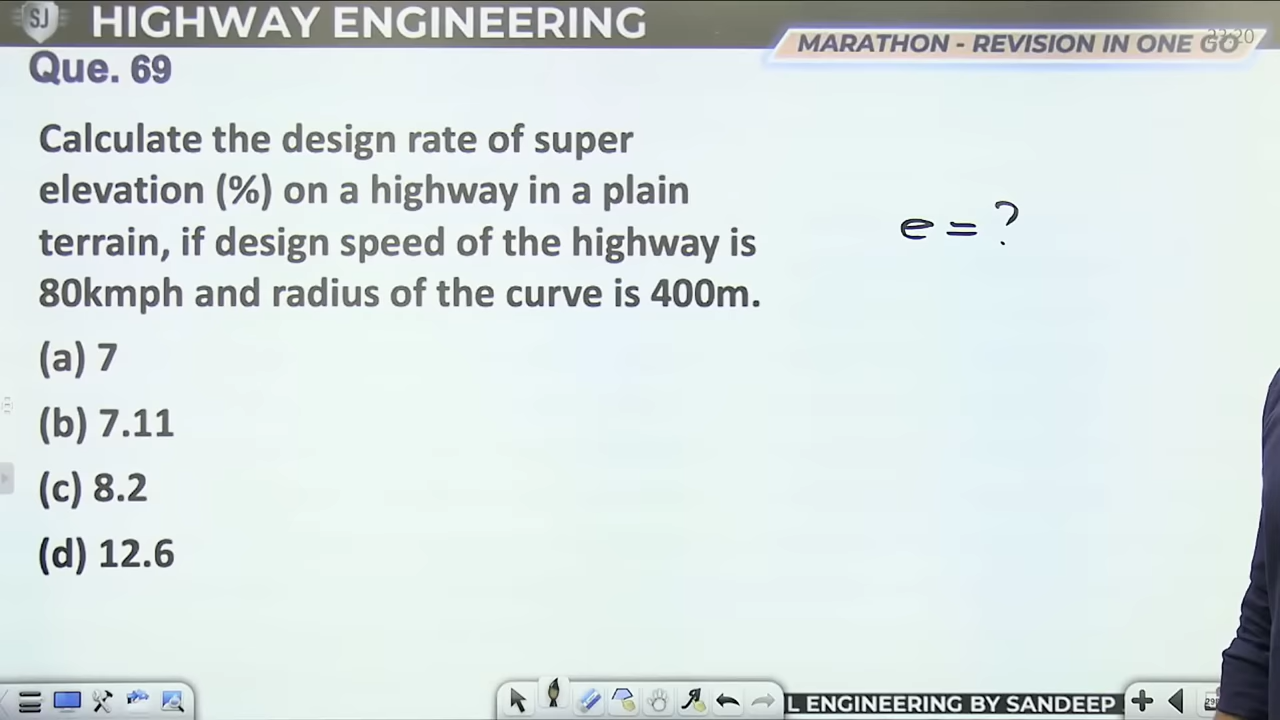 SJ
HIGHWAY ENGINEERING
MARATHON - REVISION IN ONE GO
23:20
Que. 69
Calculate the design rate of super
elevation (%) on a highway in a plain
terrain, if design speed of the highway is
80kmph and radius of the curve is 400m.
e = ?
(a) 7
(b) 7.11
(c) 8.2
(d) 12.6
L ENGINEERING BY SANDEEP